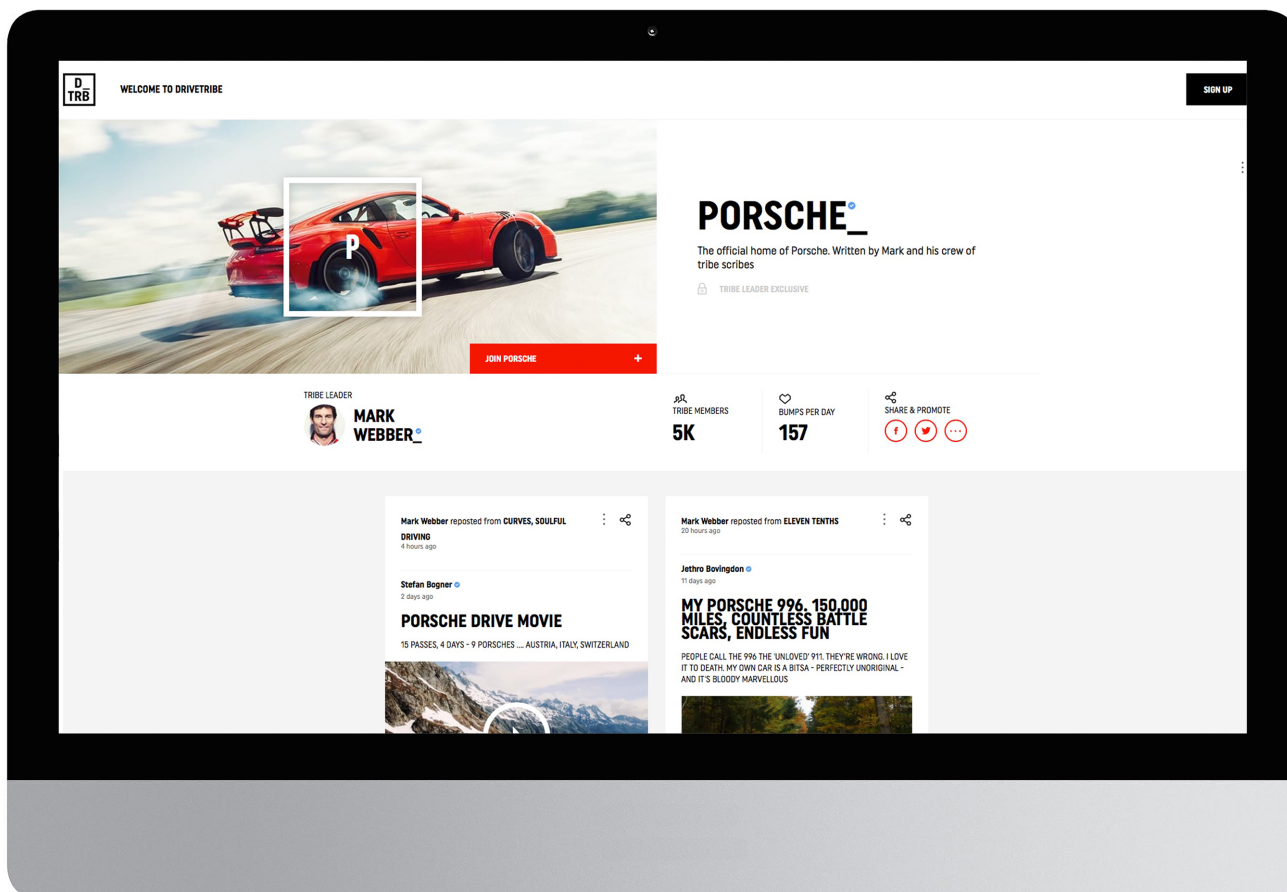 D_
TRB
WELCOME TO DRIVETRIBE
SIGN UP
P
PORSCHE_
The official home of Porsche. Written by Mark and his crew of
tribe scribes
TRIBE LEADER EXCLUSIVE
JOIN PORSCHE +
TRIBE LEADER
MARK
WEBBER_
TRIBE MEMBERS
5K
BUMPS PER DAY
157
SHARE & PROMOTE
Mark Webber reposted from CURVES, SOULFUL
DRIVING
4 hours ago
Stefan Bogner
2 days ago
PORSCHE DRIVE MOVIE
15 PASSES, 4 DAYS - 9 PORSCHES .... AUSTRIA, ITALY, SWITZERLAND
Mark Webber reposted from ELEVEN TENTHS
20 hours ago
Jethro Bovingdon
11 days ago
MY PORSCHE 996. 150,000
MILES, COUNTLESS BATTLE
SCARS, ENDLESS FUN
PEOPLE CALL THE 996 THE 'UNLOVED' 911. THEY'RE WRONG. I LOVE
IT TO DEATH. MY OWN CAR IS A BITSA - PERFECTLY UNORIGINAL -
AND IT'S BLOODY MARVELLOUS